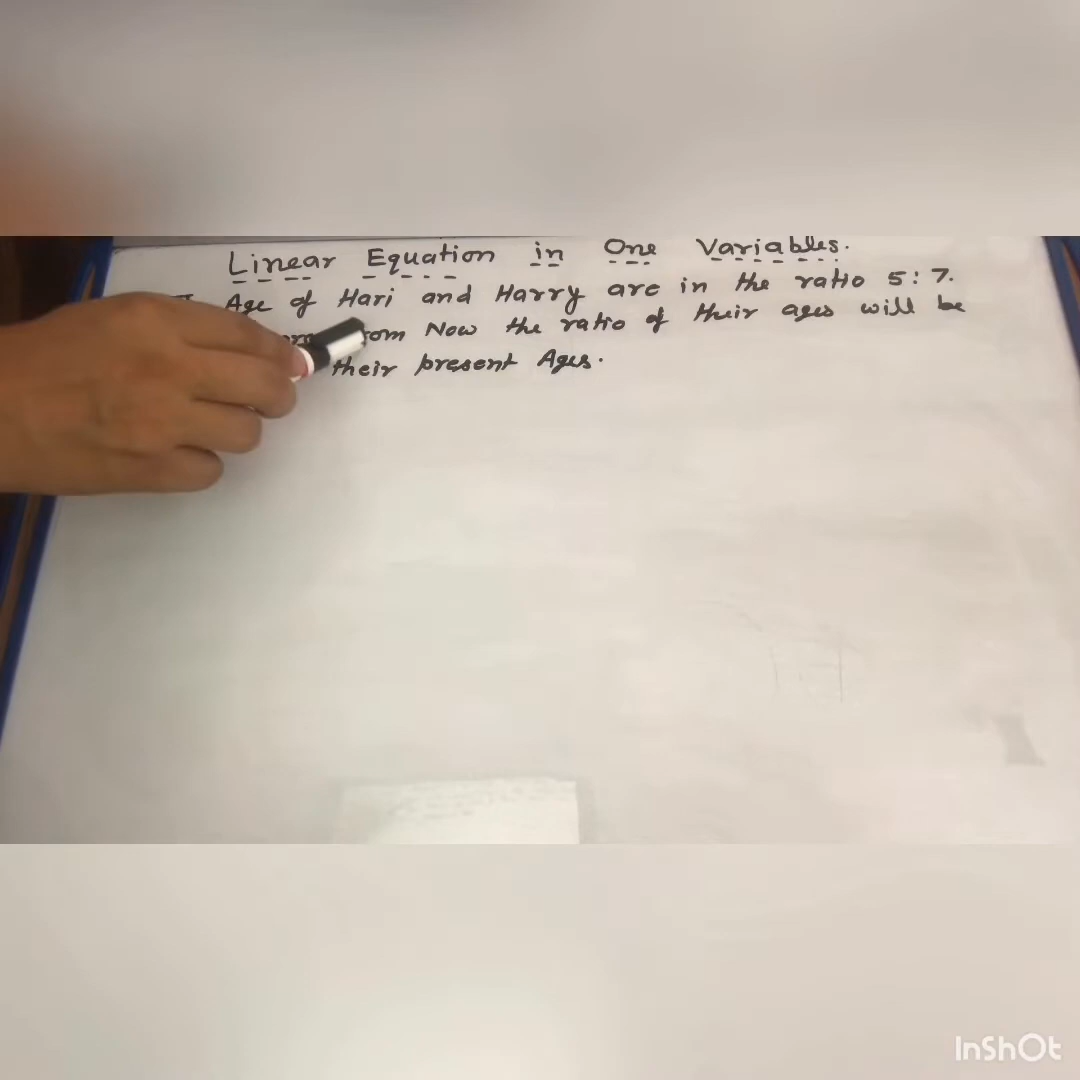 Linear Equation in One Variables.
Age of Hari and Harry are in the ratio 5:7.
Now the ratio of their ages will be
their present Ages.
InShOt